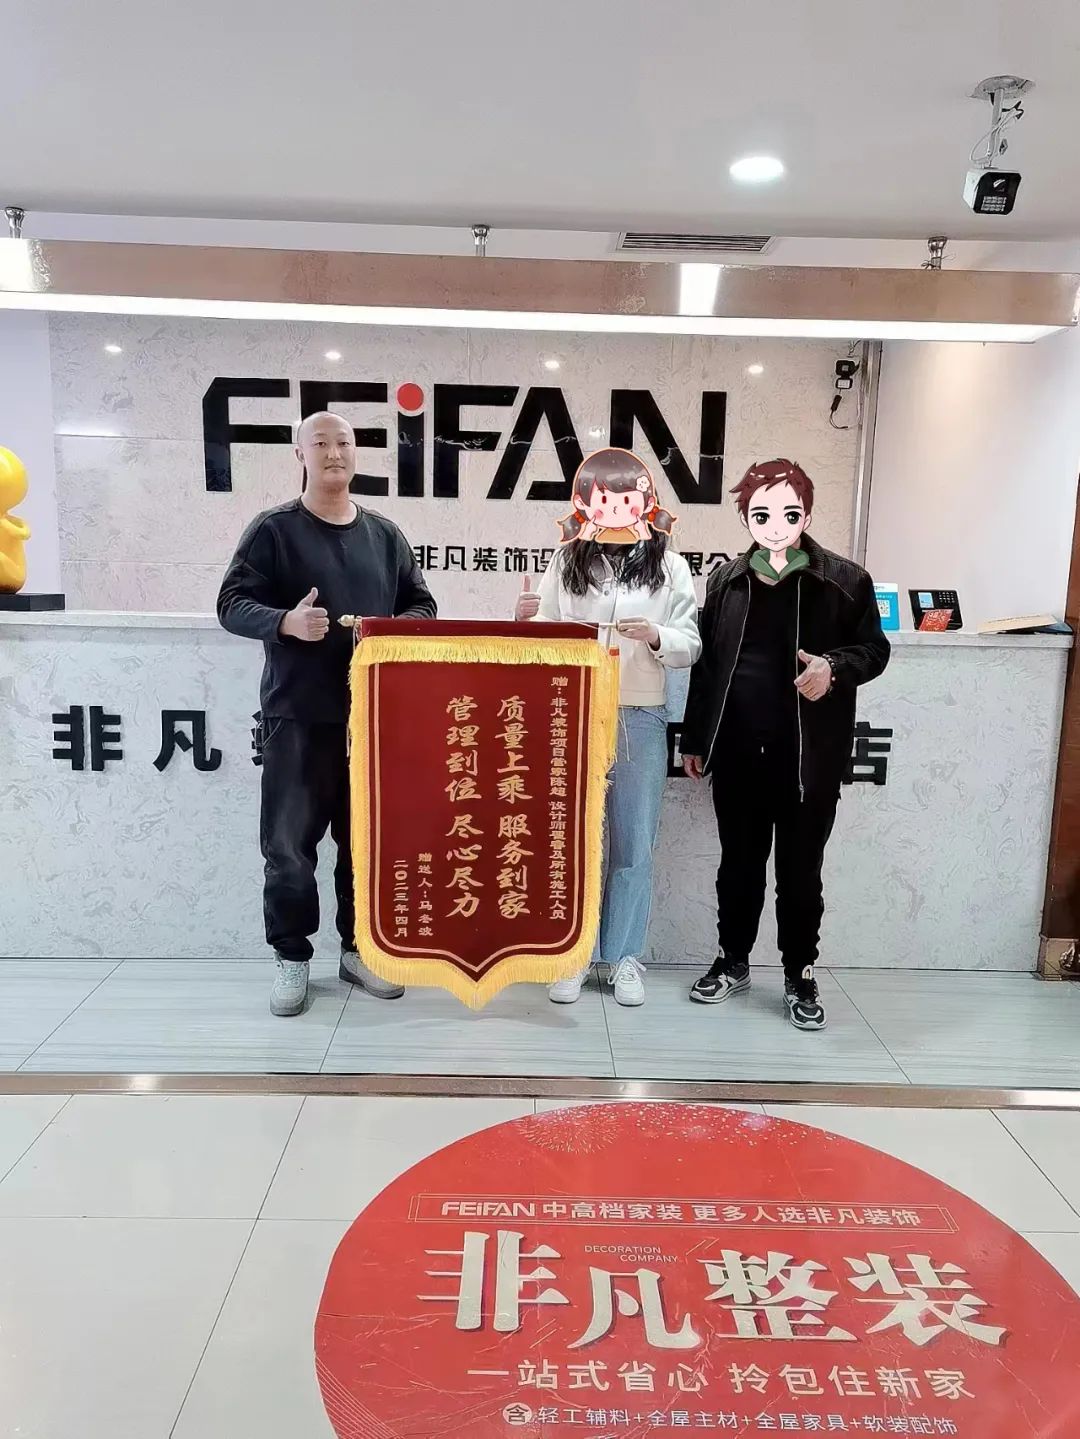 FEiFAN
非凡装饰设
限公
非凡
店
赠：非凡装饰项目管家陈超 设计师翟睿及所有施工人员
质量上乘 服务到家
管理到位 尽心尽力
赠送人：马冬波
二〇二三年四月
FEiFAN 中高档家装 更多人选非凡装饰
非凡整装
DECORATION
COMPANY
一站式省心 拎包住新家
含 轻工辅料+全屋主材+全屋家具+软装配饰